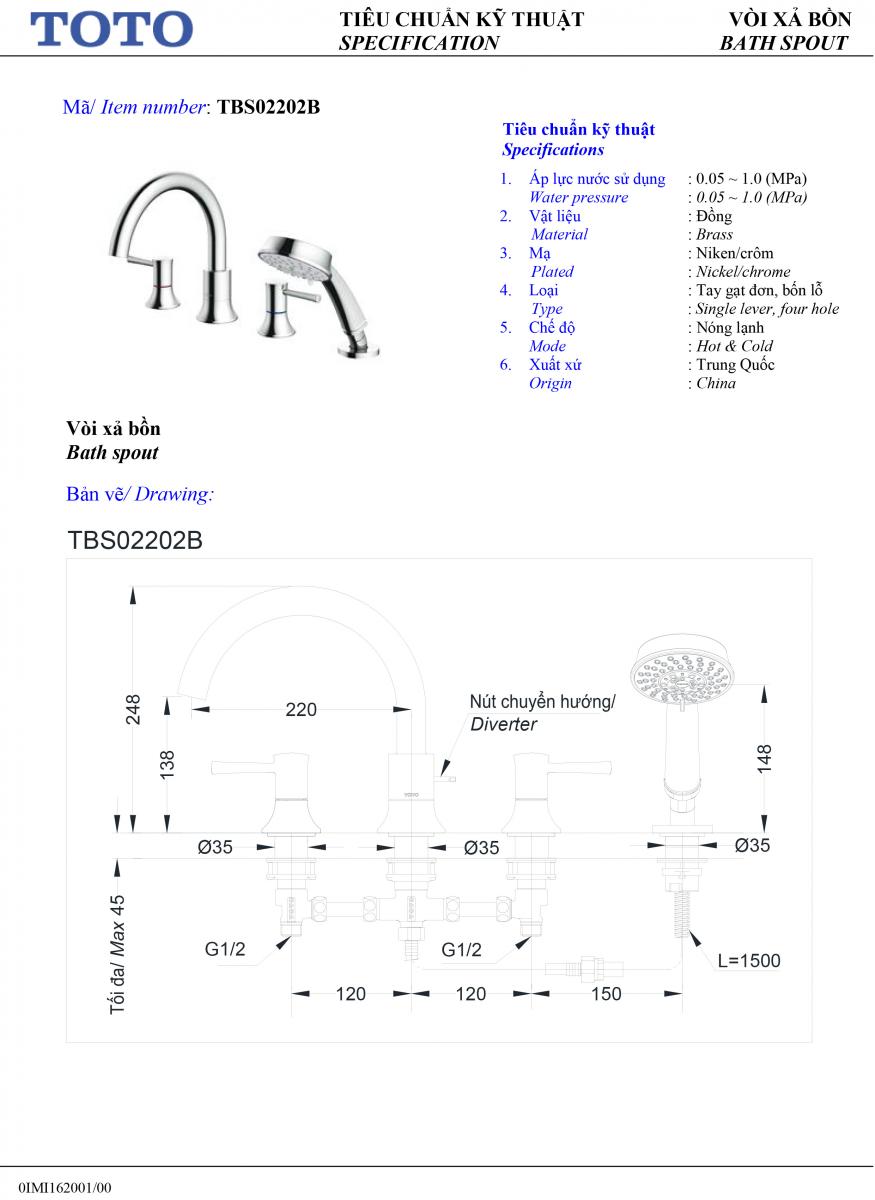 TOTO
TIÊU CHUẨN KỸ THUẬT
SPECIFICATION
VÒI XẢ BỒN
BATH SPOUT
Mã/ Item number: TBS02202B
Tiêu chuẩn kỹ thuật
Specifications
1. Áp lực nước sử dụng : 0.05 ~ 1.0 (MPa)
Water pressure : 0.05 ~ 1.0 (MPa)
2. Vật liệu : Đồng
Material : Brass
3. Mạ : Niken/crôm
Plated : Nickel/chrome
4. Loại : Tay gạt đơn, bốn lỗ
Type : Single lever, four hole
5. Chế độ : Nóng lạnh
Mode : Hot & Cold
6. Xuất xứ : Trung Quốc
Origin : China
Vòi xả bồn
Bath spout
Bản vẽ/ Drawing:
TBS02202B
248
138
220
Nút chuyển hướng/
Diverter
148
TOTO
Ø35
Ø35
Ø35
Tối đa/ Max 45
TOTO
TOTO
TOTO
G1/2
G1/2
L=1500
120
120
150
0IMI162001/00